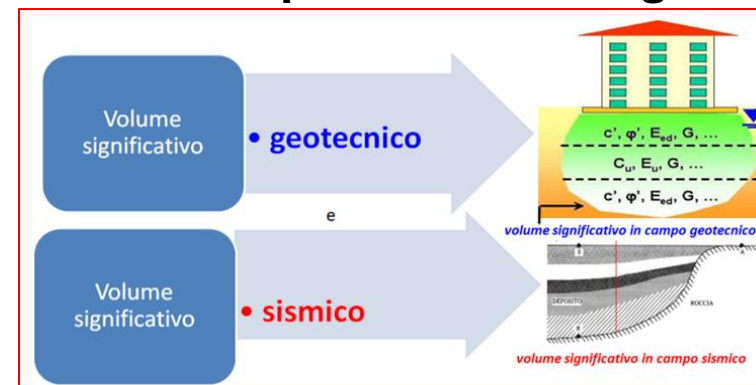 Volume
significativo
• geotecnico
c', φ', Eed, G, ...
Cu, Eu, G, ...
c', φ', Eed, G, ...
volume significativo in campo geotecnico
e
Volume
significativo
• sismico
DEPOSITO
ROCCIA
volume significativo in campo sismico